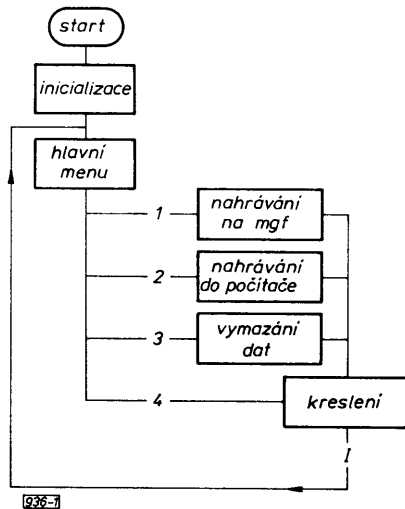 start
inicializace
hlavní
menu
1
nahrávání
na mgf
2
nahrávání
do počítače
3
vymazání
dat
4
kreslení
I
936-1